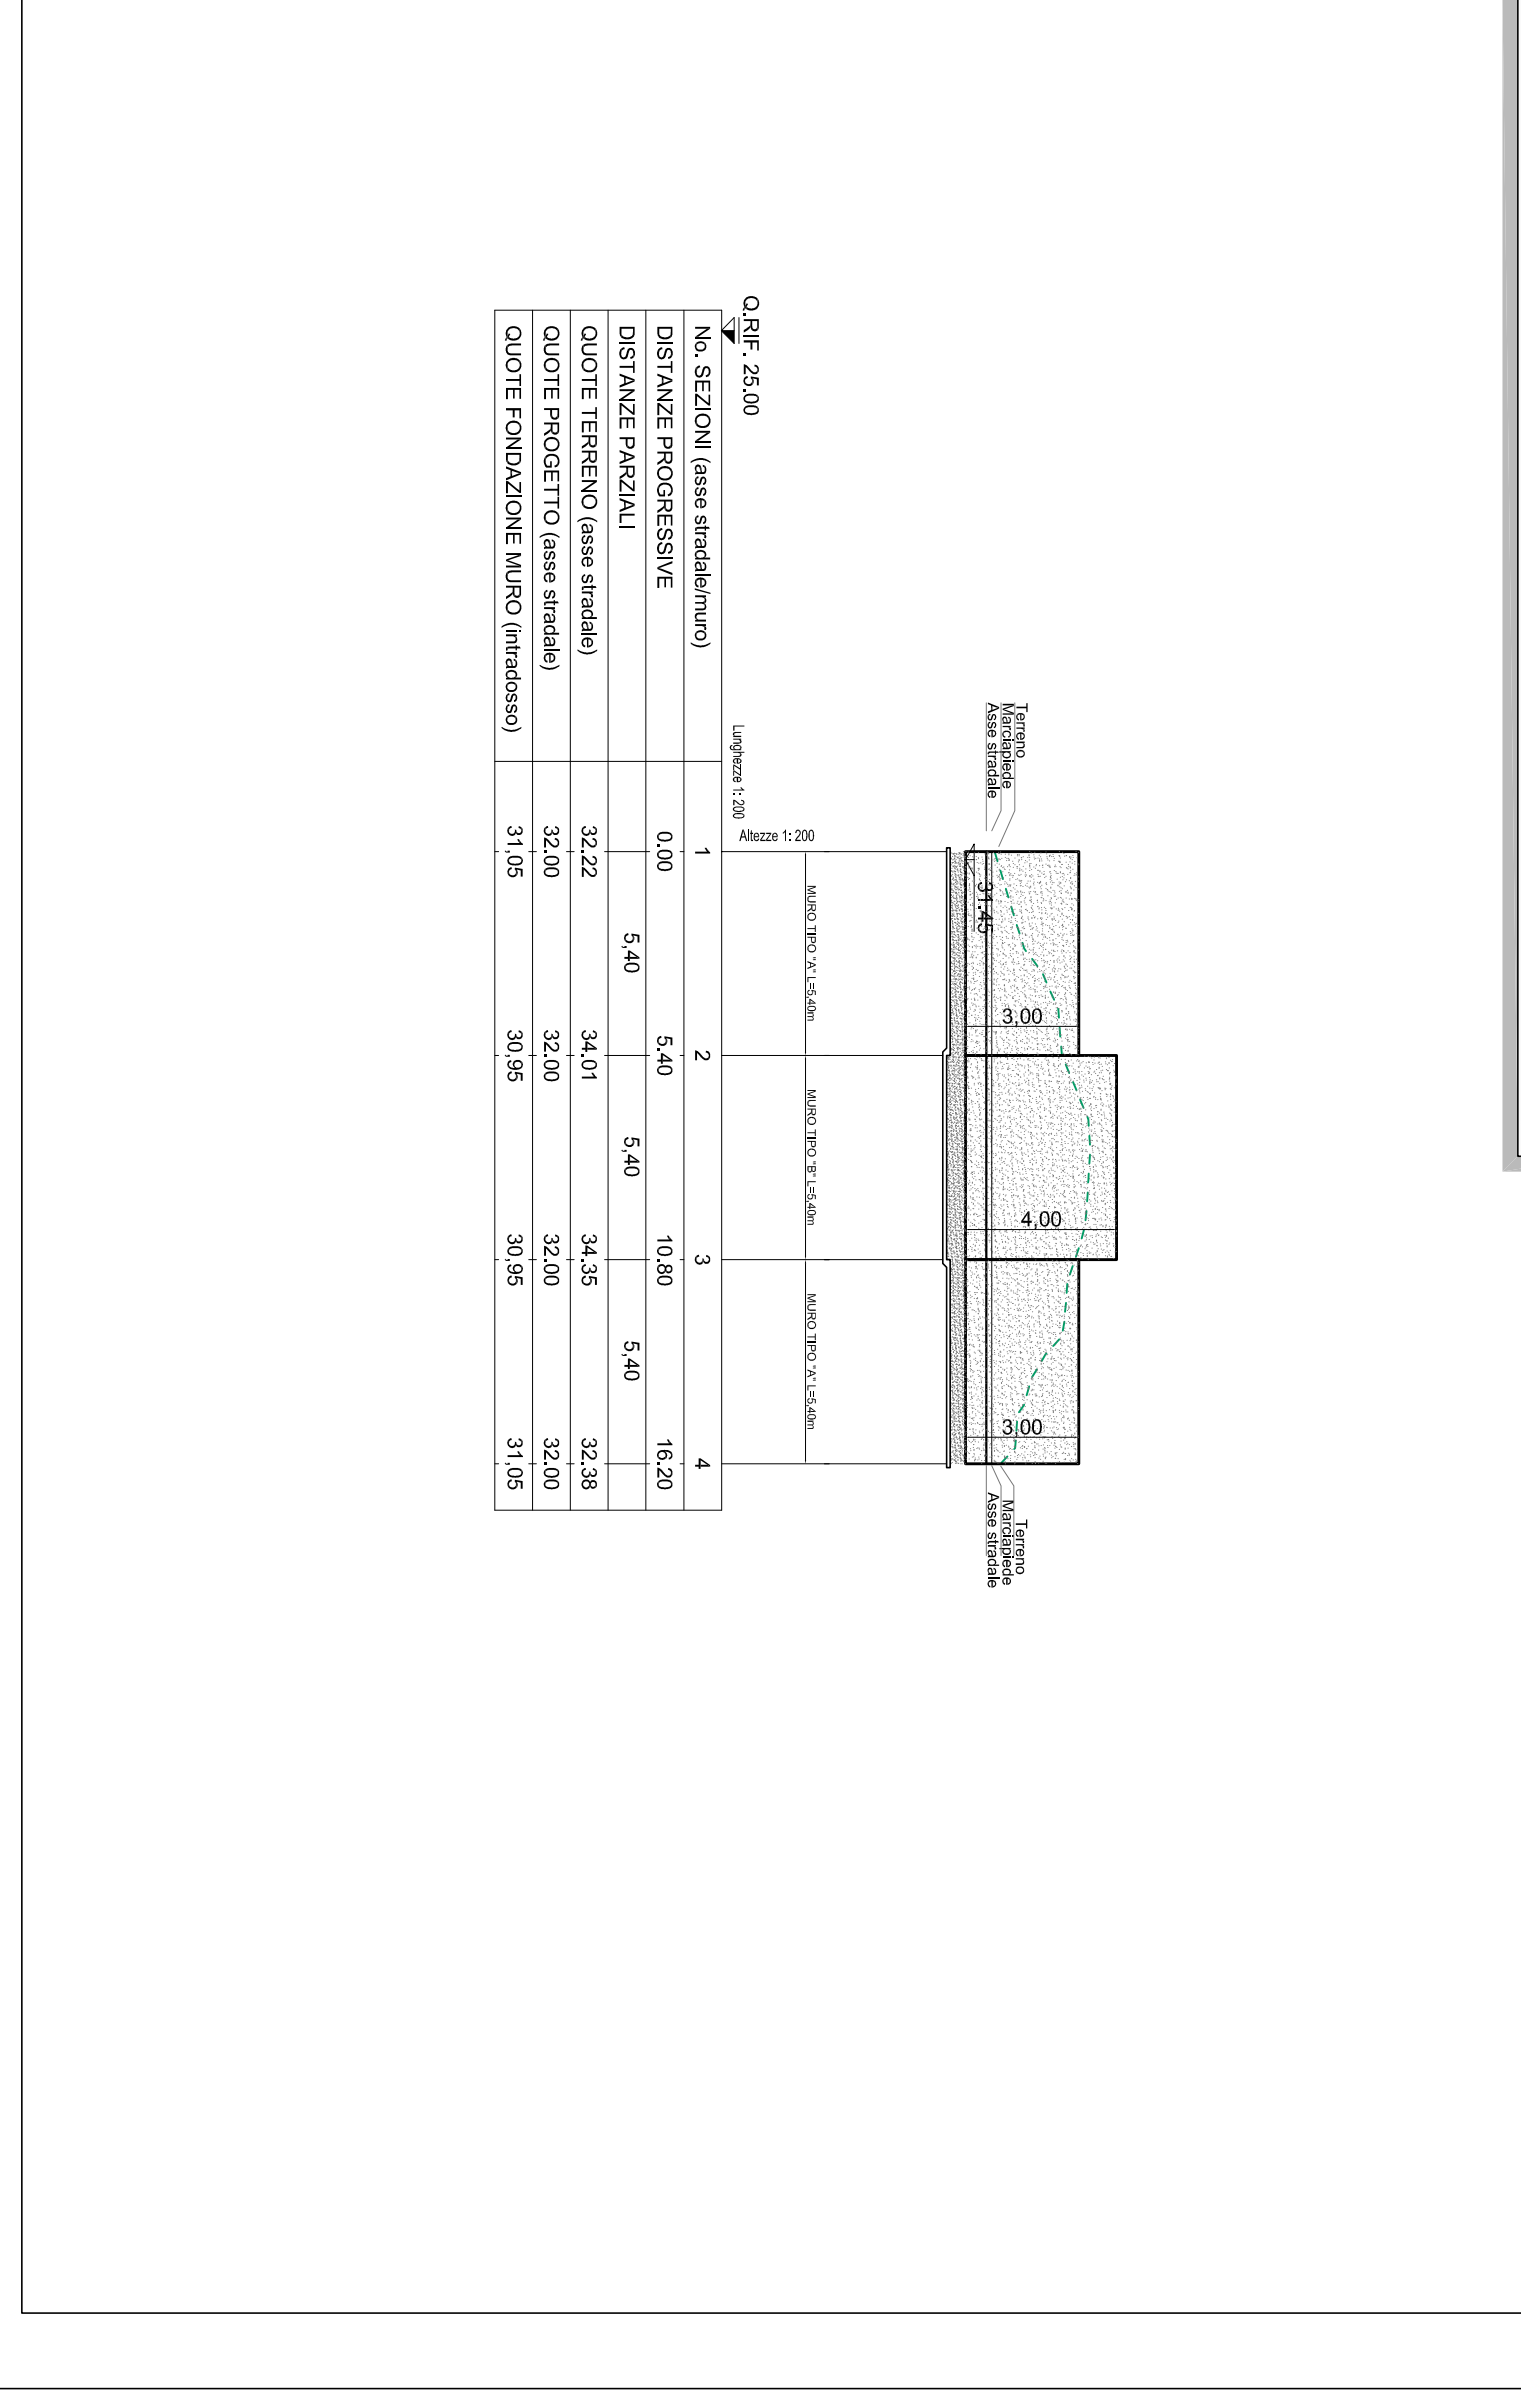 Terreno
Marciapiede
Asse stradale
31.45
3,00
4,00
3,00
Terreno
Marciapiede
Asse stradale
MURO TIPO "A" L=5,40m
MURO TIPO "B" L=5,40m
MURO TIPO "A" L=5,40m
Altezze 1: 200
Lunghezze 1: 200
Q.RIF. 25.00
No. SEZIONI (asse stradale/muro) 1 2 3 4
DISTANZE PROGRESSIVE 0.00 5.40 10.80 16.20
DISTANZE PARZIALI 5,40 5,40 5,40
QUOTE TERRENO (asse stradale) 32.22 34.01 34.35 32.38
QUOTE PROGETTO (asse stradale) 32.00 32.00 32.00 32.00
QUOTE FONDAZIONE MURO (intradosso) 31,05 30,95 30,95 31,05